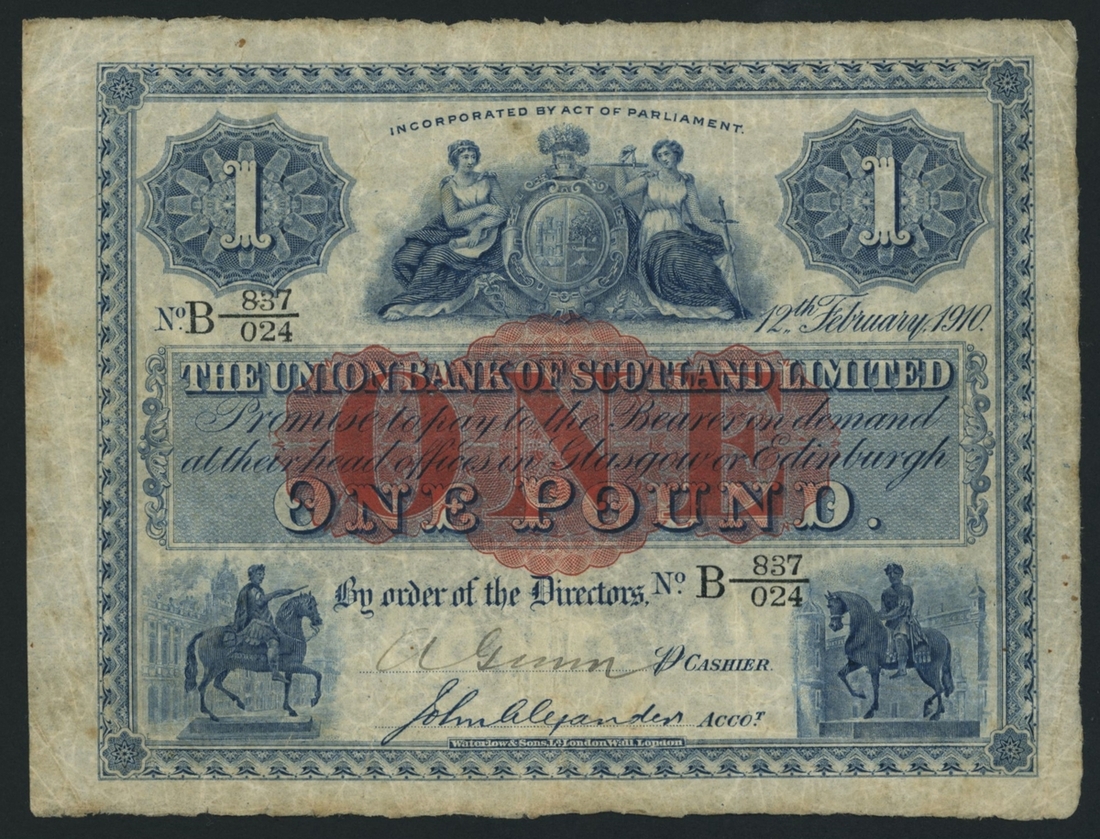 INCORPORATED BY ACT OF PARLIAMENT.
1 1
No. B 837/024
12th February, 1910.
THE UNION BANK OF SCOTLAND LIMITED
Promise to pay to the Bearer on demand
at their head offices in Glasgow or Edinburgh
ONE
ONE POUND.
By order of the Directors,
No. B 837/024
A Gunn P CASHIER
John Alexander ACCOT.
Waterlow & Sons, Ld. London Wall, London